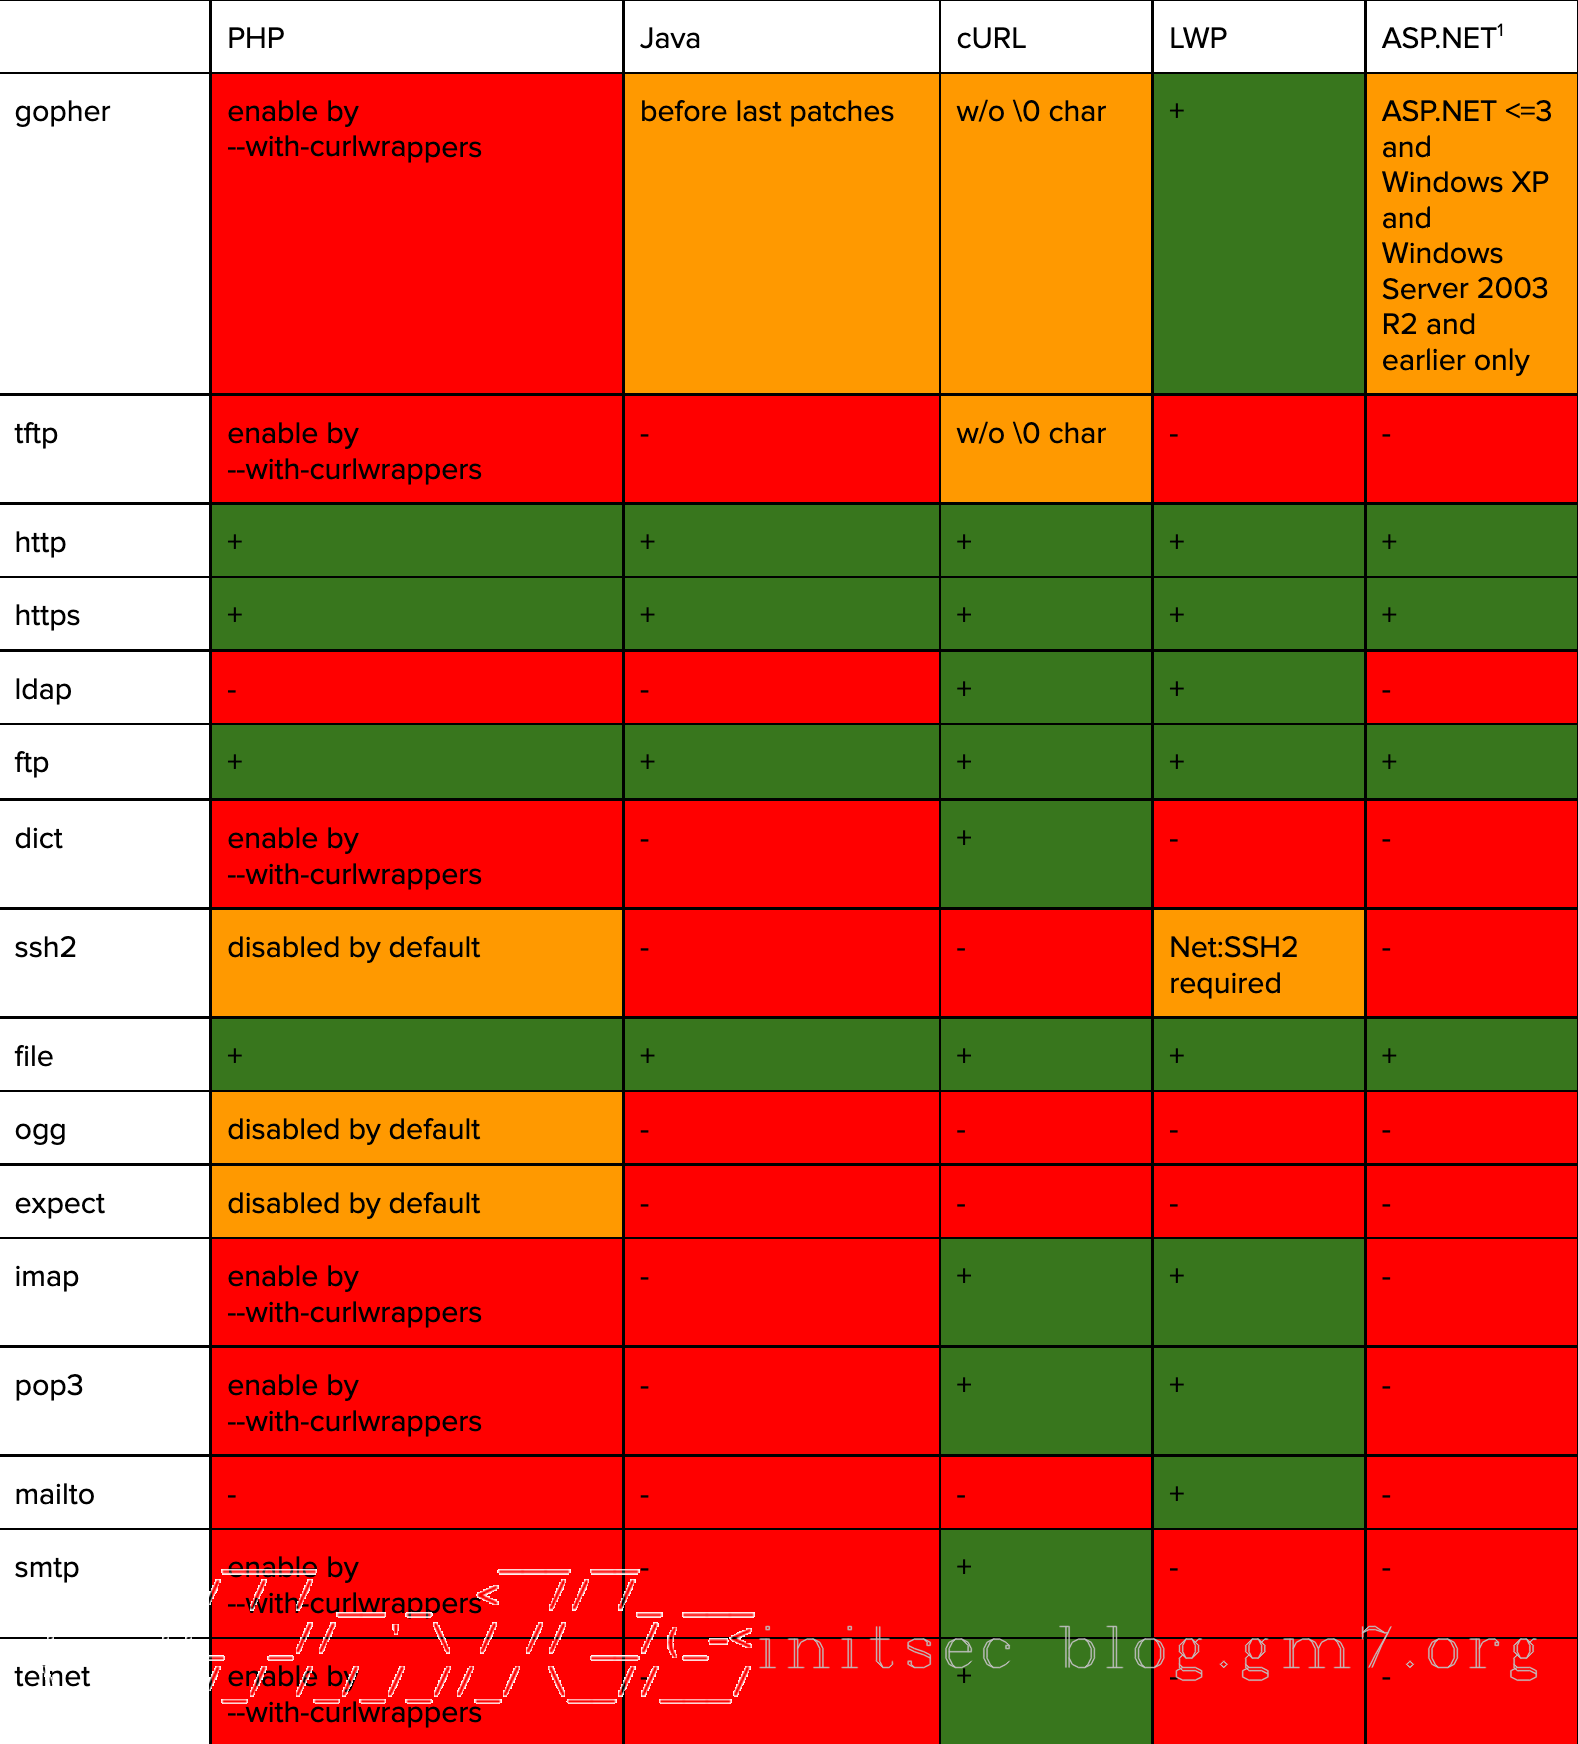 PHP Java cURL LWP ASP.NET¹
gopher enable by before last patches w/o \0 char + ASP.NET <=3
--with-curlwrappers and
Windows XP
and
Windows
Server 2003
R2 and
earlier only
tftp enable by - w/o \0 char - -
--with-curlwrappers
http + + + + +
https + + + + +
ldap - - + + -
ftp + + + + +
dict enable by - + - -
--with-curlwrappers
ssh2 disabled by default - - Net:SSH2 -
required
file + + + + +
ogg disabled by default - - - -
expect disabled by default - - - -
imap enable by - + + -
--with-curlwrappers
pop3 enable by - + + -
--with-curlwrappers
mailto - - - + -
smtp enable by - + - -
--with-curlwrappers
initsec blog.gm7.org
telnet enable by - + - -
--with-curlwrappers